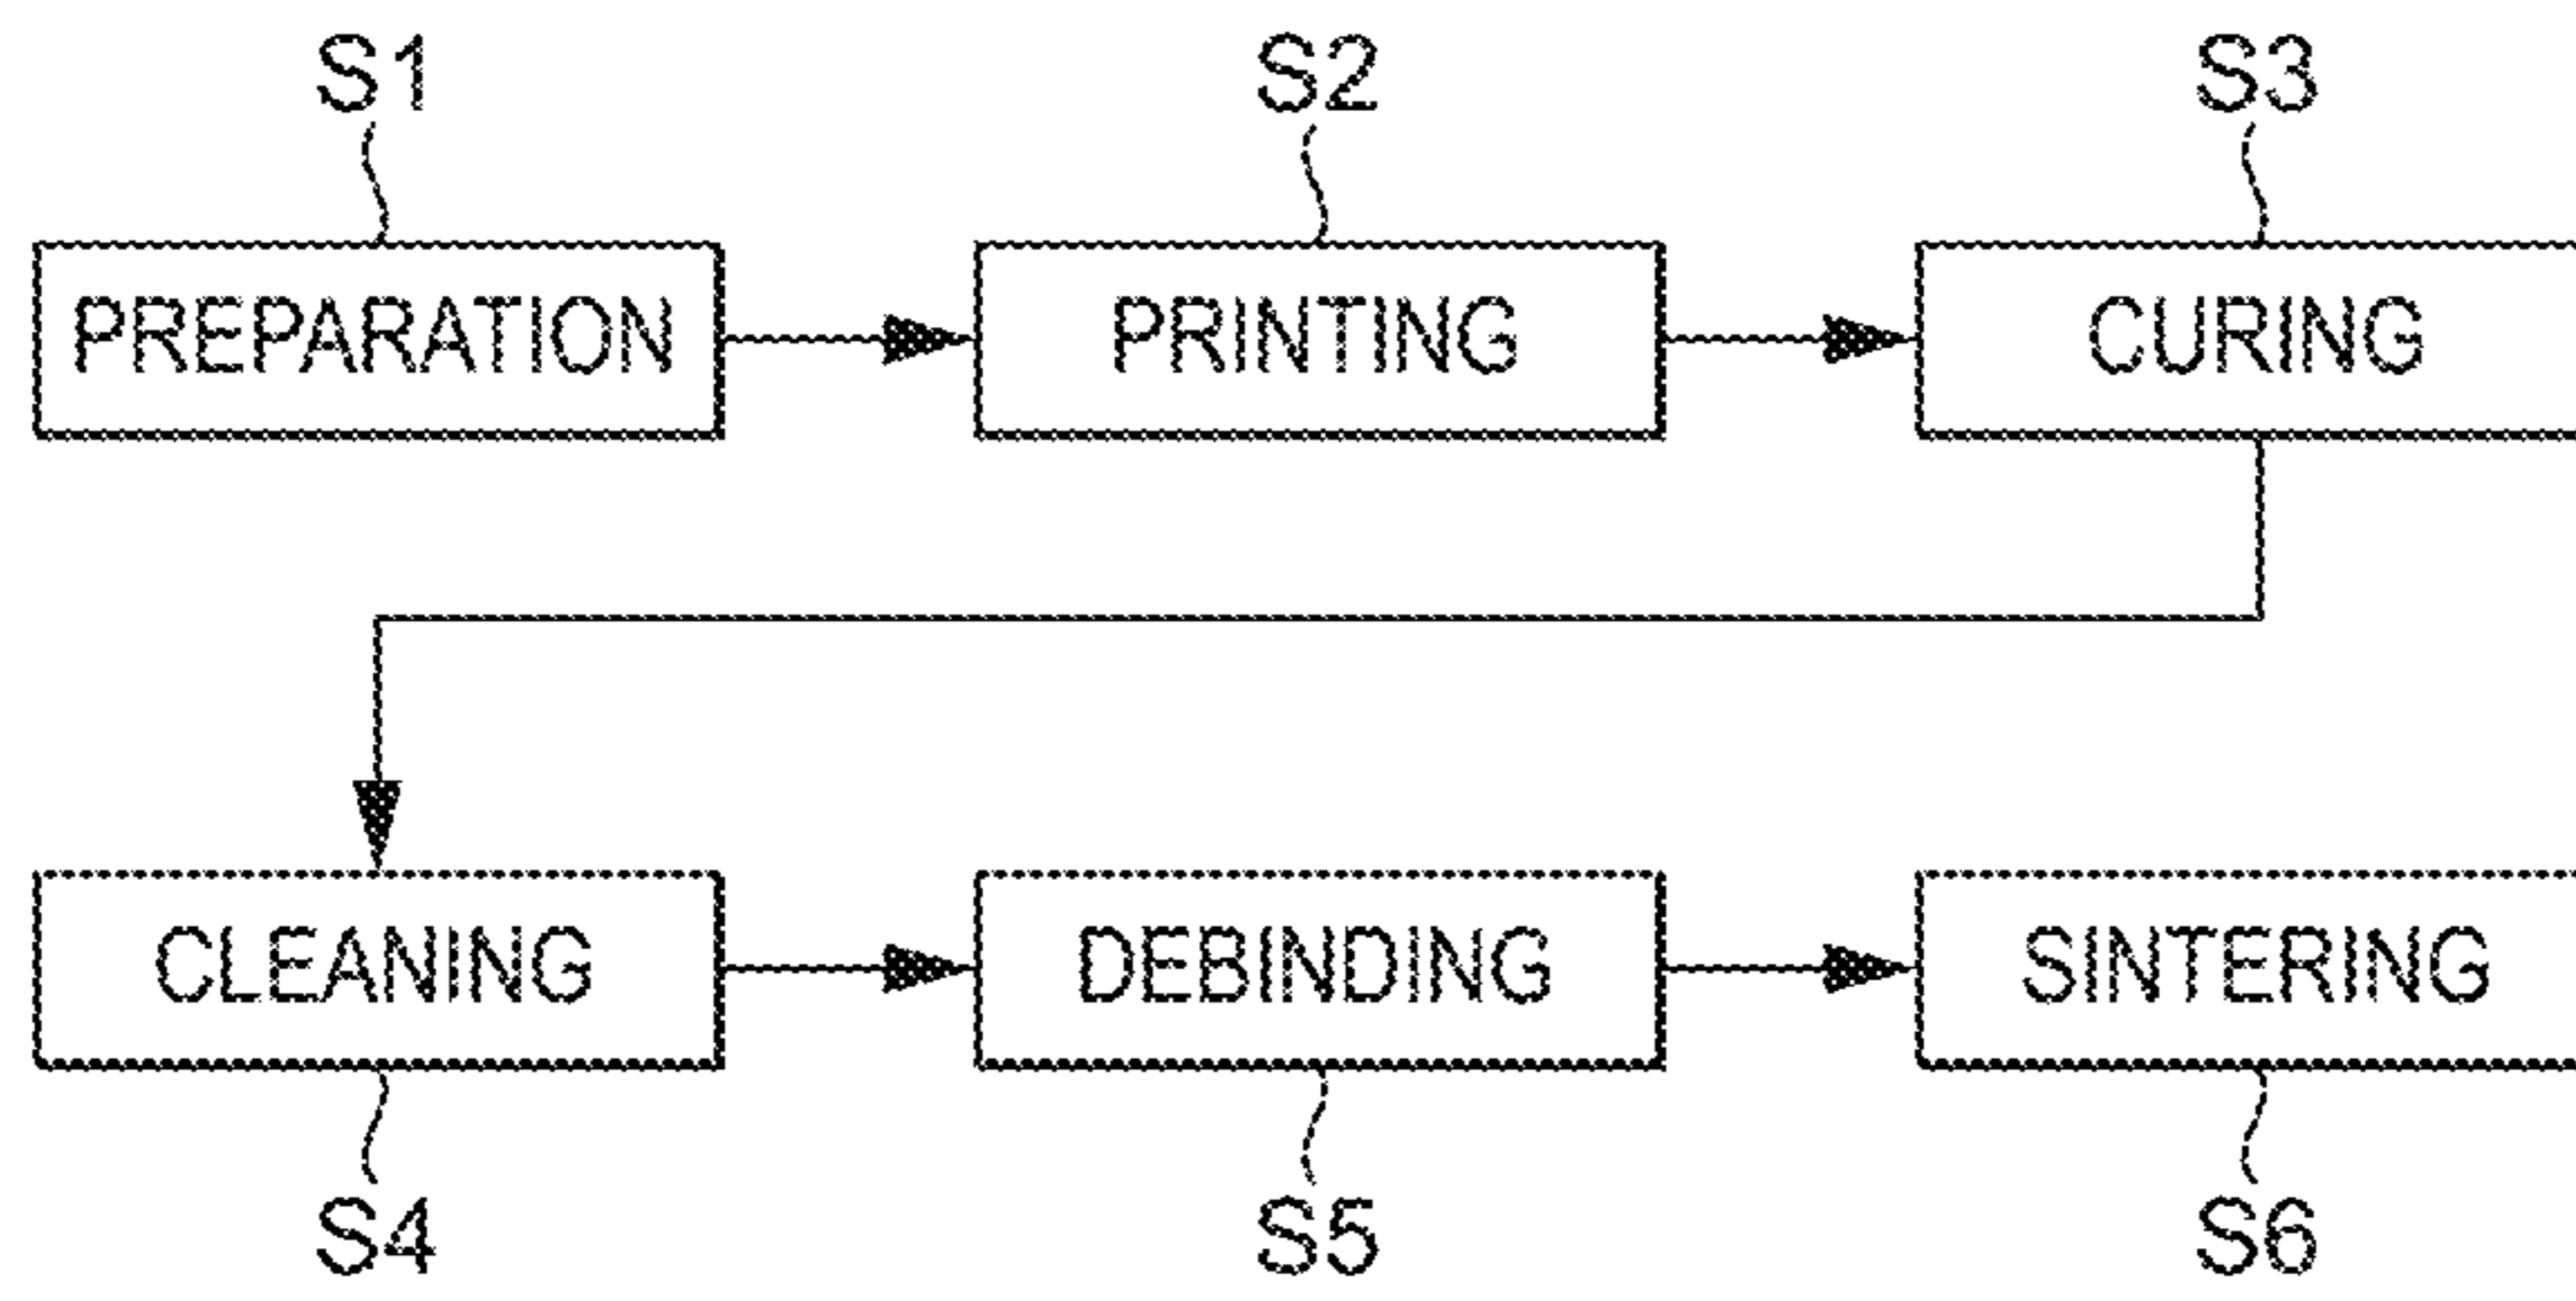 S1 S2 S3
PREPARATION PRINTING CURING
CLEANING DEBINDING SINTERING
S4 S5 S6